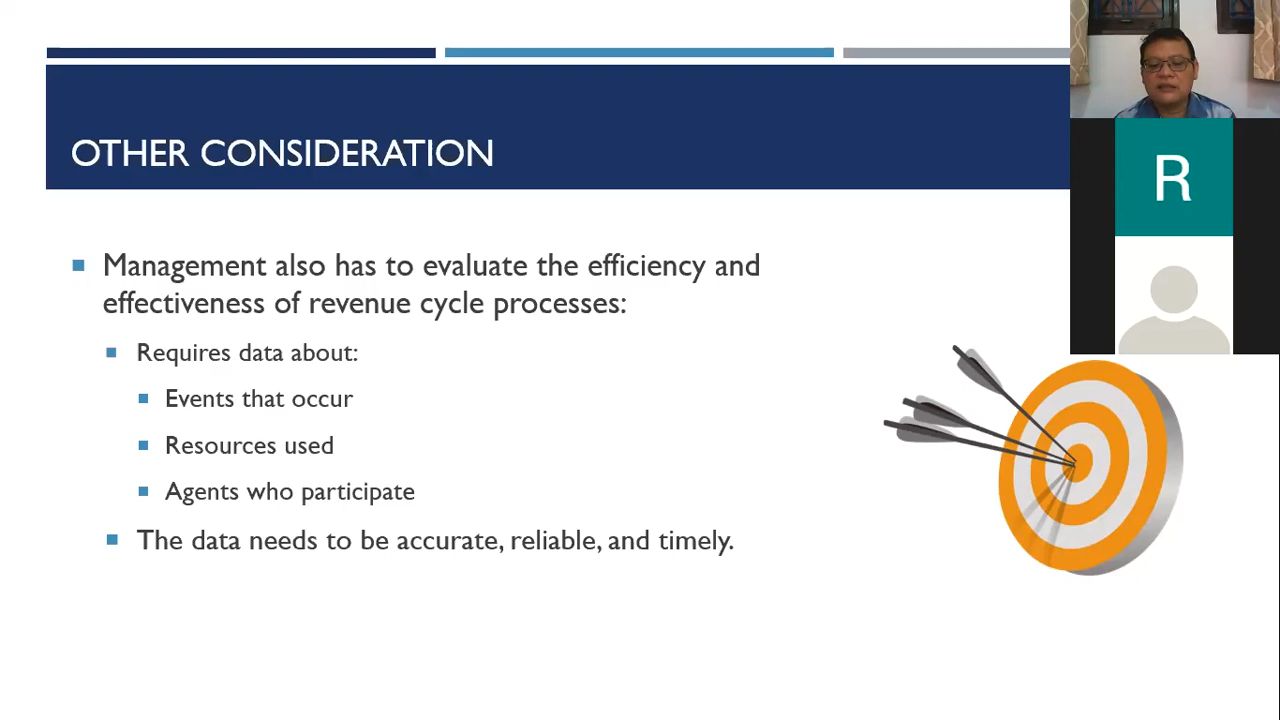 OTHER CONSIDERATION
R
Management also has to evaluate the efficiency and
effectiveness of revenue cycle processes:
Requires data about:
Events that occur
Resources used
Agents who participate
The data needs to be accurate, reliable, and timely.